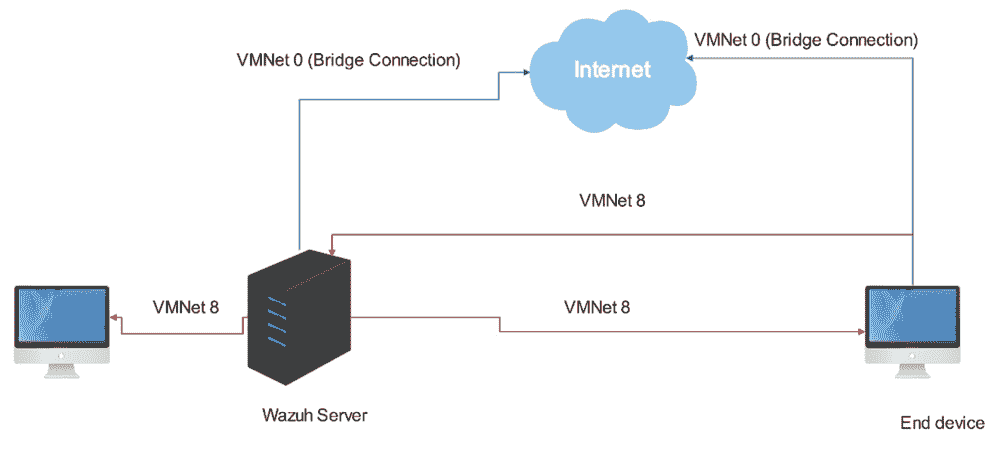 VMNet 0 (Bridge Connection)
VMNet 0 (Bridge Connection)
Internet
VMNet 8
VMNet 8
VMNet 8
Wazuh Server
End device